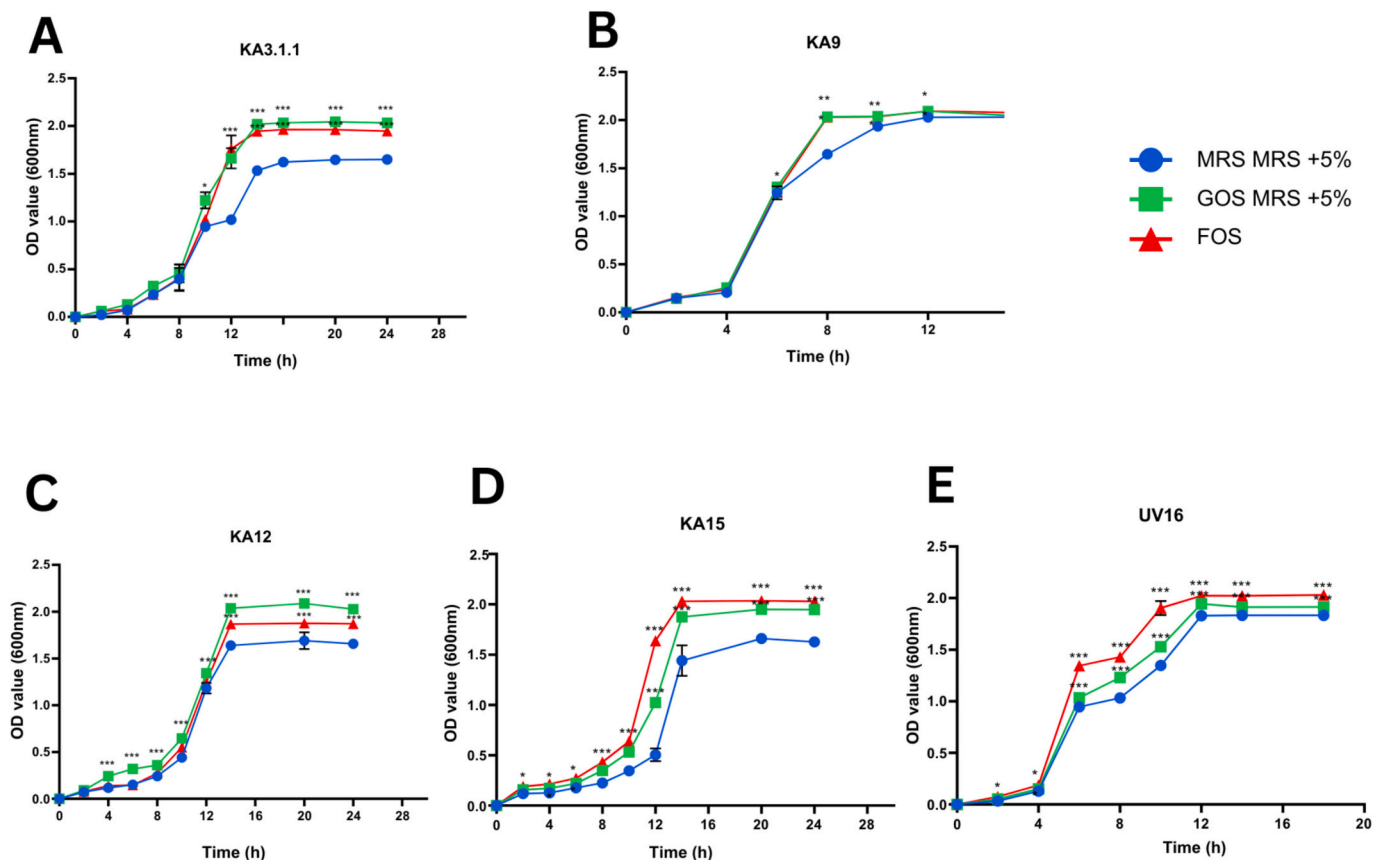 A
KA3.1.1
2.5
2.0
1.5
1.0
0.5
0.0
OD value (600nm)
*** *** *** ***
*** *** *** *** ***
*
0 4 8 12 16 20 24 28
Time (h)
B
KA9
2.5
2.0
1.5
1.0
0.5
0.0
OD value (600nm)
** ** *
* * *
*
0 4 8 12
Time (h)
MRS MRS +5%
GOS MRS +5%
FOS
C
KA12
2.5
2.0
1.5
1.0
0.5
0.0
OD value (600nm)
*** *** ***
*** *** ***
***
*** *** *** ***
0 4 8 12 16 20 24 28
Time (h)
D
KA15
2.5
2.0
1.5
1.0
0.5
0.0
OD value (600nm)
*** *** ***
*** *** ***
***
***
* * * *** ***
* *
0 4 8 12 16 20 24 28
Time (h)
E
UV16
2.5
2.0
1.5
1.0
0.5
0.0
OD value (600nm)
*** *** *** ***
*** *** ***
*** *** ***
*** ***
* *
0 4 8 12 16 20
Time (h)